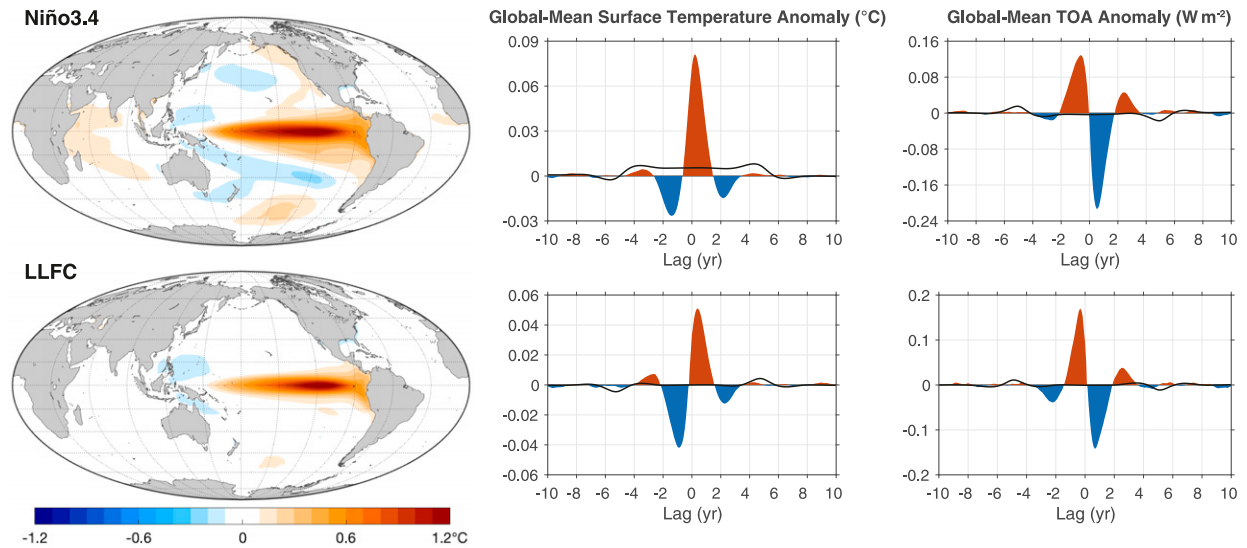 Niño3.4
Global-Mean Surface Temperature Anomaly (°C)
Global-Mean TOA Anomaly (W m-2)
0.09
0.06
0.03
0
-0.03
-10 -8 -6 -4 -2 0 2 4 6 8 10
Lag (yr)
0.16
0.08
0
-0.08
-0.16
-0.24
-10 -8 -6 -4 -2 0 2 4 6 8 10
Lag (yr)
LLFC
0.06
0.04
0.02
0
-0.02
-0.04
-0.06
-10 -8 -6 -4 -2 0 2 4 6 8 10
Lag (yr)
0.2
0.1
0
-0.1
-0.2
-10 -8 -6 -4 -2 0 2 4 6 8 10
Lag (yr)
-1.2 -0.6 0 0.6 1.2°C